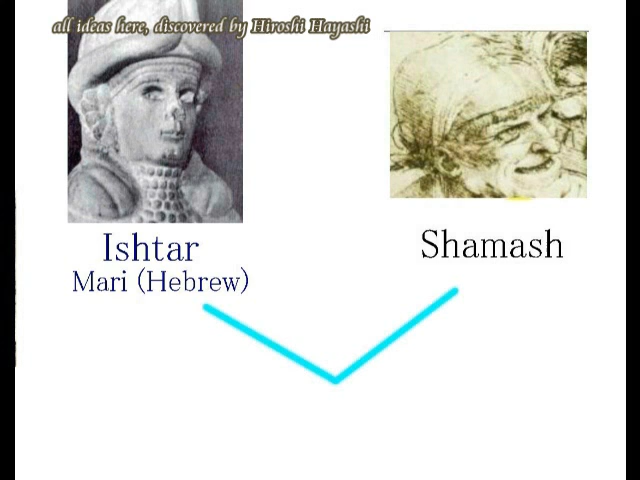 all ideas here, discovered by Hiroshi Hayashi
Ishtar
Mari (Hebrew)
Shamash